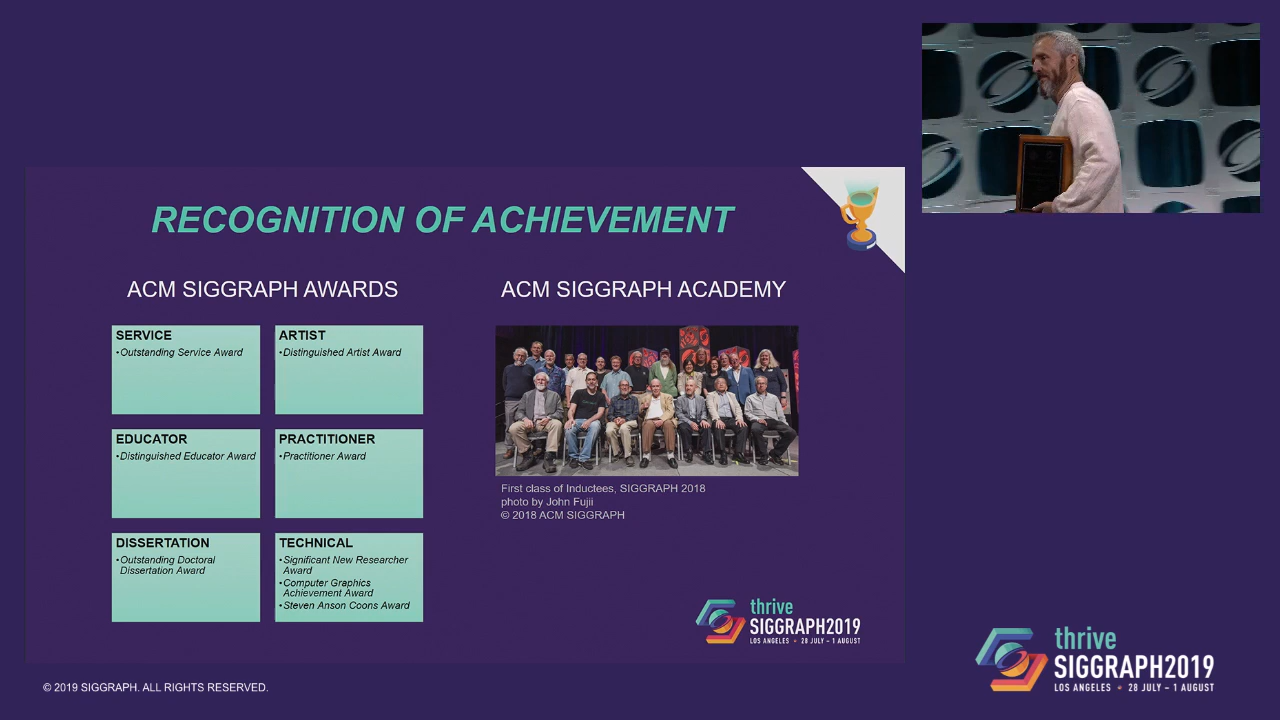 RECOGNITION OF ACHIEVEMENT
ACM SIGGRAPH AWARDS
SERVICE
•Outstanding Service Award
ARTIST
•Distinguished Artist Award
EDUCATOR
•Distinguished Educator Award
PRACTITIONER
•Practitioner Award
DISSERTATION
•Outstanding Doctoral
Dissertation Award
TECHNICAL
•Significant New Researcher
Award
•Computer Graphics
Achievement Award
•Steven Anson Coons Award
ACM SIGGRAPH ACADEMY
First class of Inductees, SIGGRAPH 2018
photo by John Fujii
© 2018 ACM SIGGRAPH
thrive
SIGGRAPH2019
LOS ANGELES • 28 JULY – 1 AUGUST
thrive
SIGGRAPH2019
LOS ANGELES • 28 JULY – 1 AUGUST
© 2019 SIGGRAPH. ALL RIGHTS RESERVED.